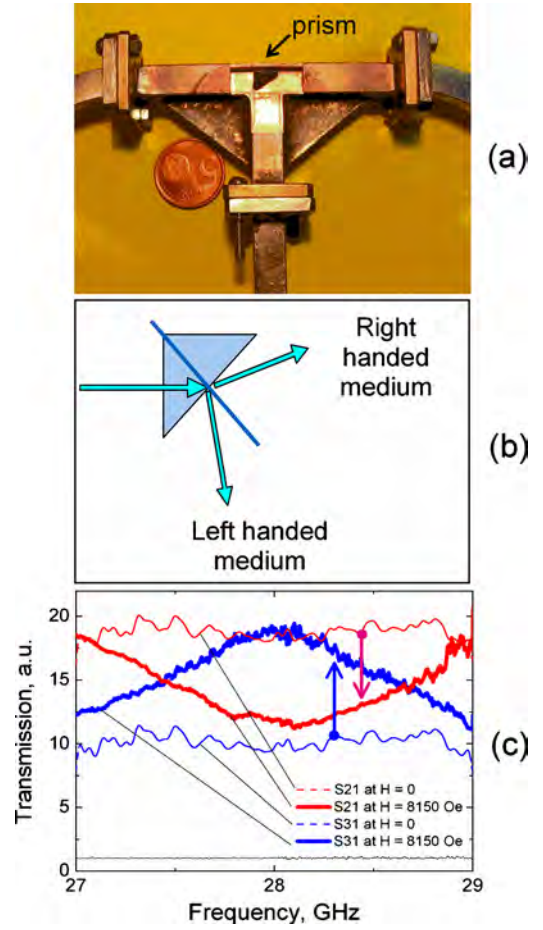 prism
(a)
Right
handed
medium
Left handed
medium
(b)
20
15
10
5
0
Transmission, a.u.
S21 at H = 0
S21 at H = 8150 Oe
S31 at H = 0
S31 at H = 8150 Oe
(c)
27
28
29
Frequency, GHz